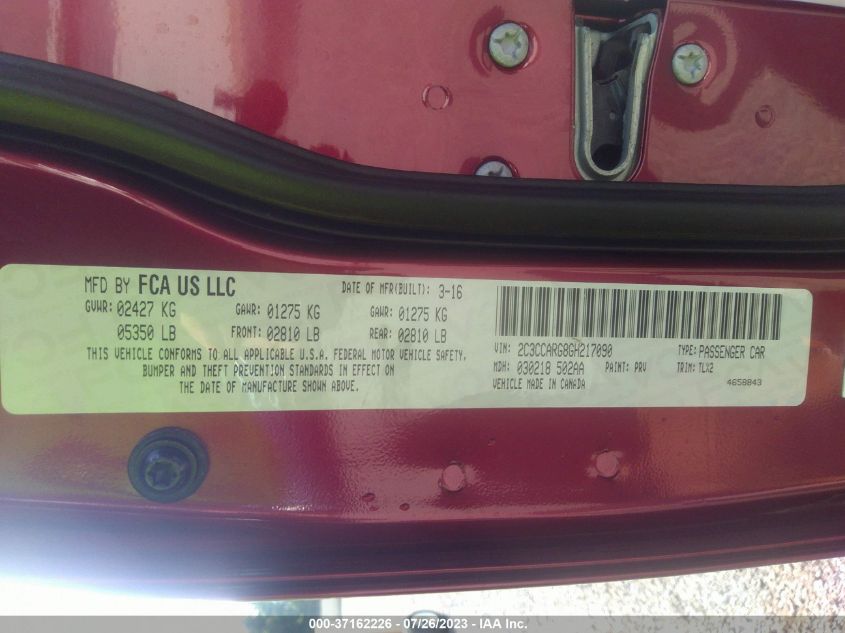 MFD BY FCA US LLC DATE OF MFR(BUILT): 3-16
GVWR: 02427 KG GAWR: 01275 KG GAWR: 01275 KG
05350 LB FRONT: 02810 LB REAR: 02810 LB
THIS VEHICLE CONFORMS TO ALL APPLICABLE U.S.A. FEDERAL MOTOR VEHICLE SAFETY,
BUMPER AND THEFT PREVENTION STANDARDS IN EFFECT ON
THE DATE OF MANUFACTURE SHOWN ABOVE.
VIN: 2C3CCARG8GH217090 TYPE: PASSENGER CAR
MDH: 030218 502AA PAINT: PRV TRIM: TLX2
VEHICLE MADE IN CANADA 4658843
000-37162226 - 07/26/2023 - IAA Inc.